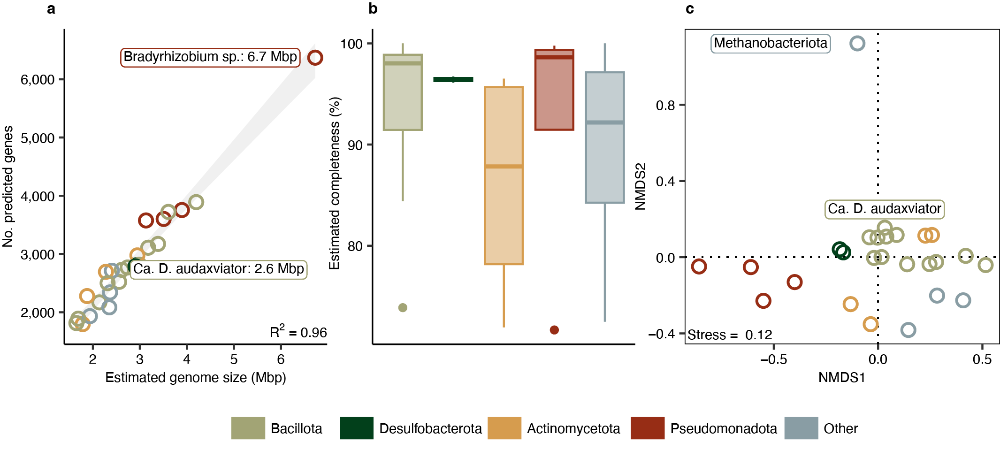 a
No. predicted genes
6,000
5,000
4,000
3,000
2,000
Bradyrhizobium sp.: 6.7 Mbp
Ca. D. audaxviator: 2.6 Mbp
R² = 0.96
2 3 4 5 6
Estimated genome size (Mbp)
b
Estimated completeness (%)
100
90
80
c
NMDS2
0.8
0.4
0.0
−0.4
Methanobacteriota
Ca. D. audaxviator
Stress = 0.12
−0.5 0.0 0.5
NMDS1
Bacillota Desulfobacterota Actinomycetota Pseudomonadota Other